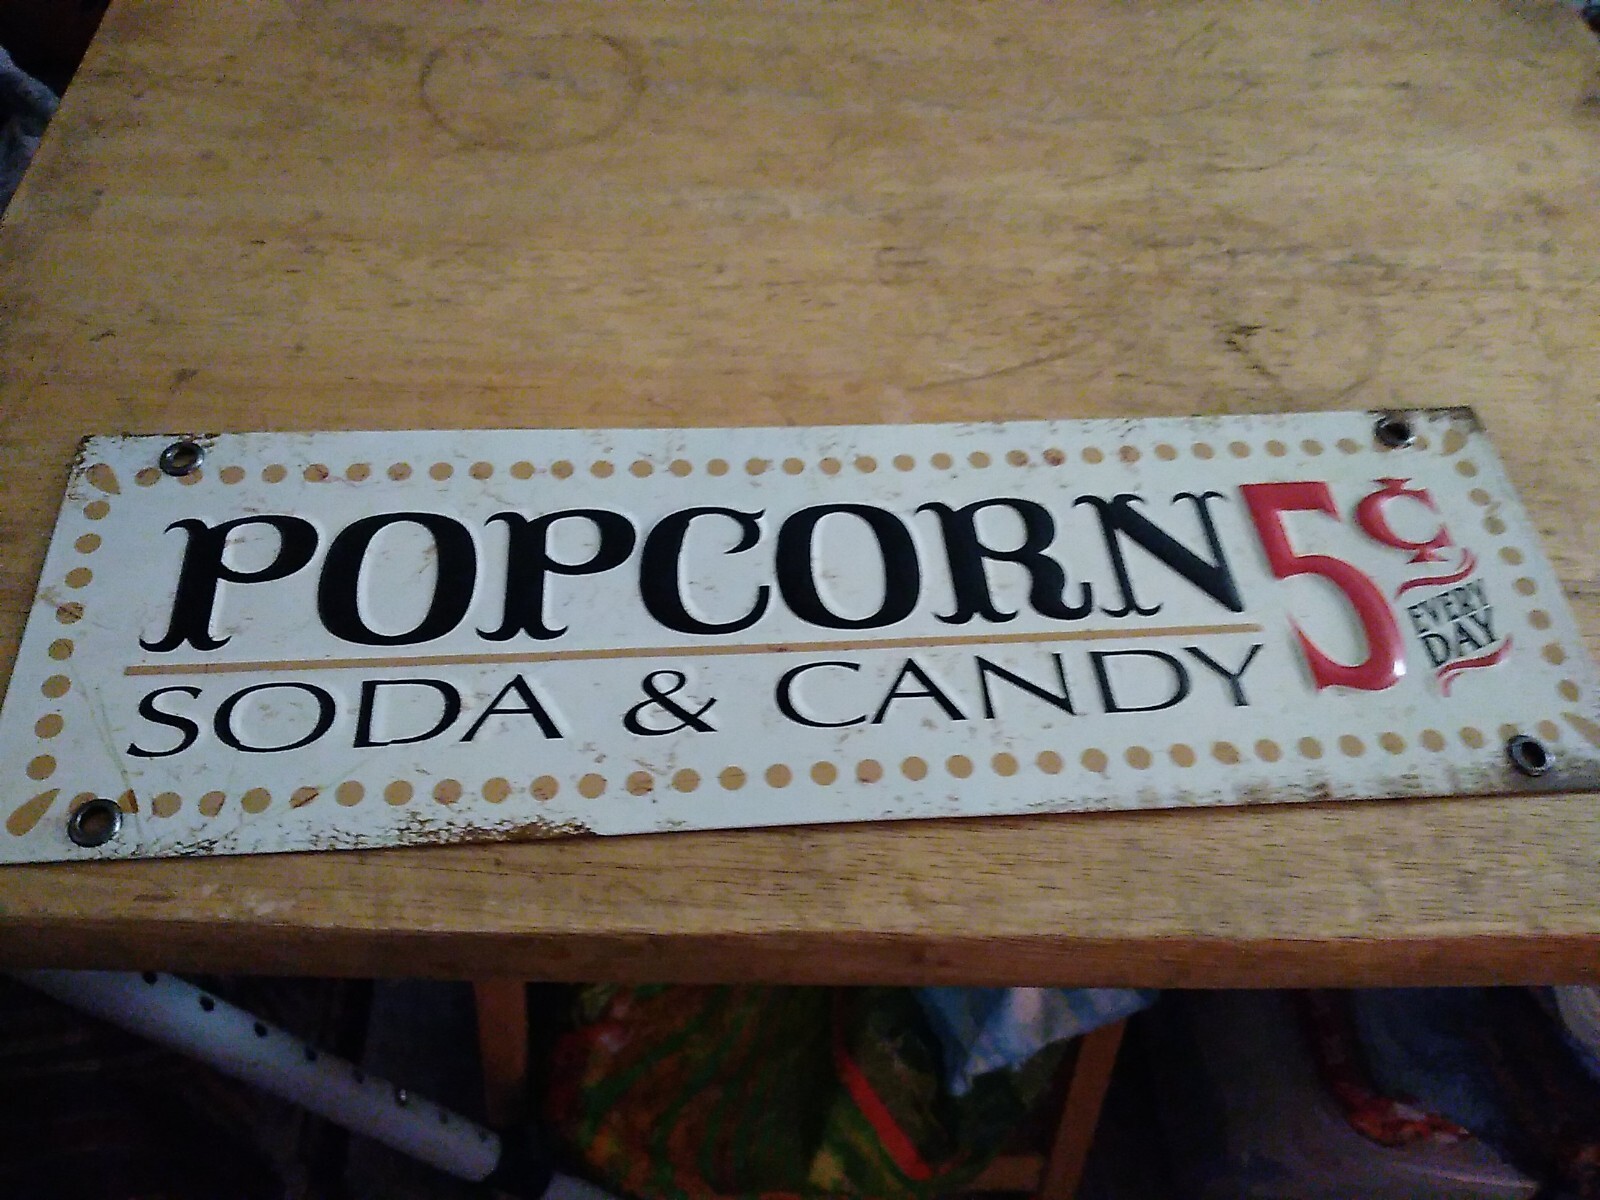 POPCORN 5¢
EVERY
DAY
SODA & CANDY